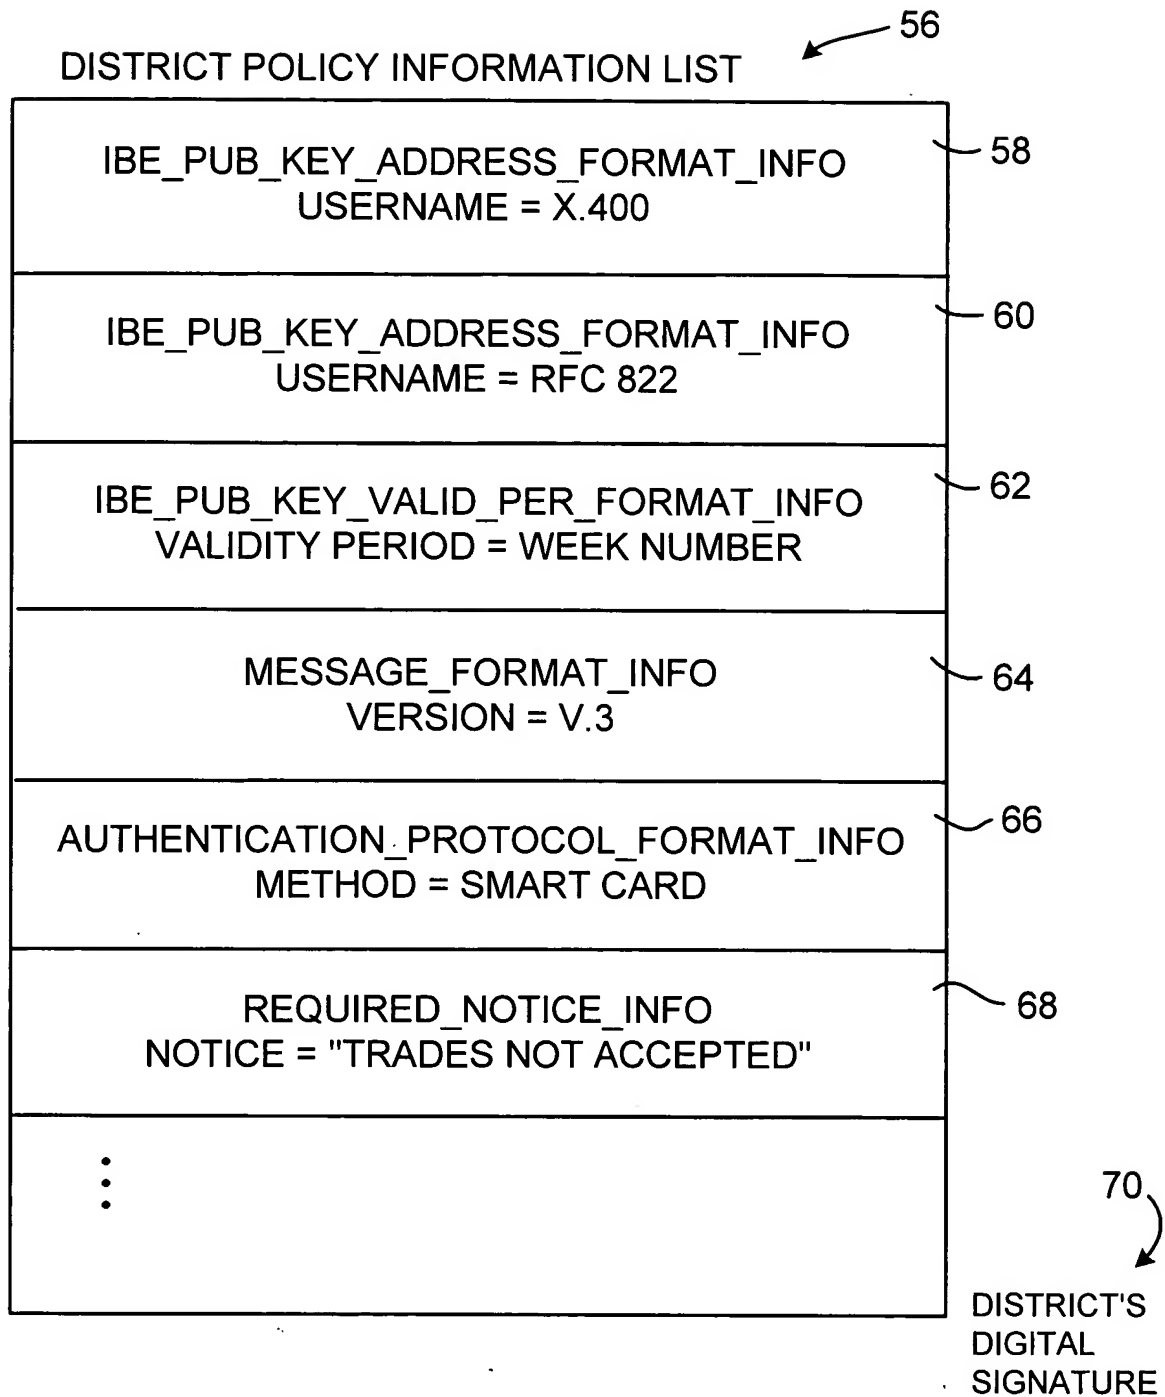 56
DISTRICT POLICY INFORMATION LIST
IBE_PUB_KEY_ADDRESS_FORMAT_INFO
USERNAME = X.400
58
IBE_PUB_KEY_ADDRESS_FORMAT_INFO
USERNAME = RFC 822
60
IBE_PUB_KEY_VALID_PER_FORMAT_INFO
VALIDITY PERIOD = WEEK NUMBER
62
MESSAGE_FORMAT_INFO
VERSION = V.3
64
AUTHENTICATION_PROTOCOL_FORMAT_INFO
METHOD = SMART CARD
66
REQUIRED_NOTICE_INFO
NOTICE = "TRADES NOT ACCEPTED"
68
70
DISTRICT'S
DIGITAL
SIGNATURE